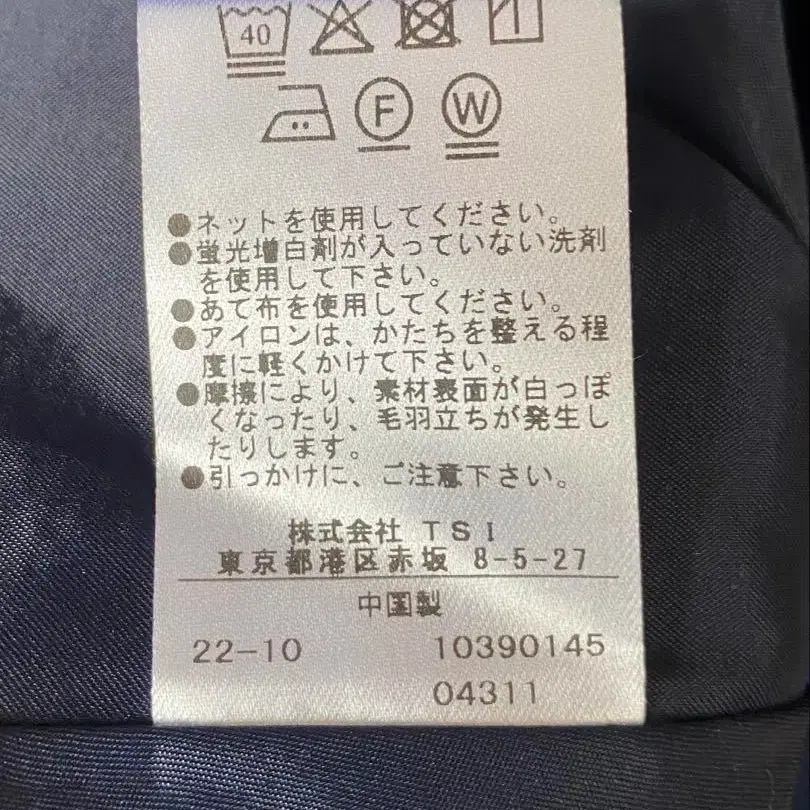 40
F
W
●ネットを使用してください。
●蛍光増白剤が入っていない洗剤
を使用して下さい。
●あて布を使用してください。
●アイロンは、かたちを整える程
度に軽くかけて下さい。
●摩擦により、素材表面が白っぽ
くなったり、毛羽立ちが発生し
たりします。
●引っかけに、ご注意下さい。
株式会社 TSI
東京都港区赤坂 8-5-27
中国製
22-10 10390145
04311